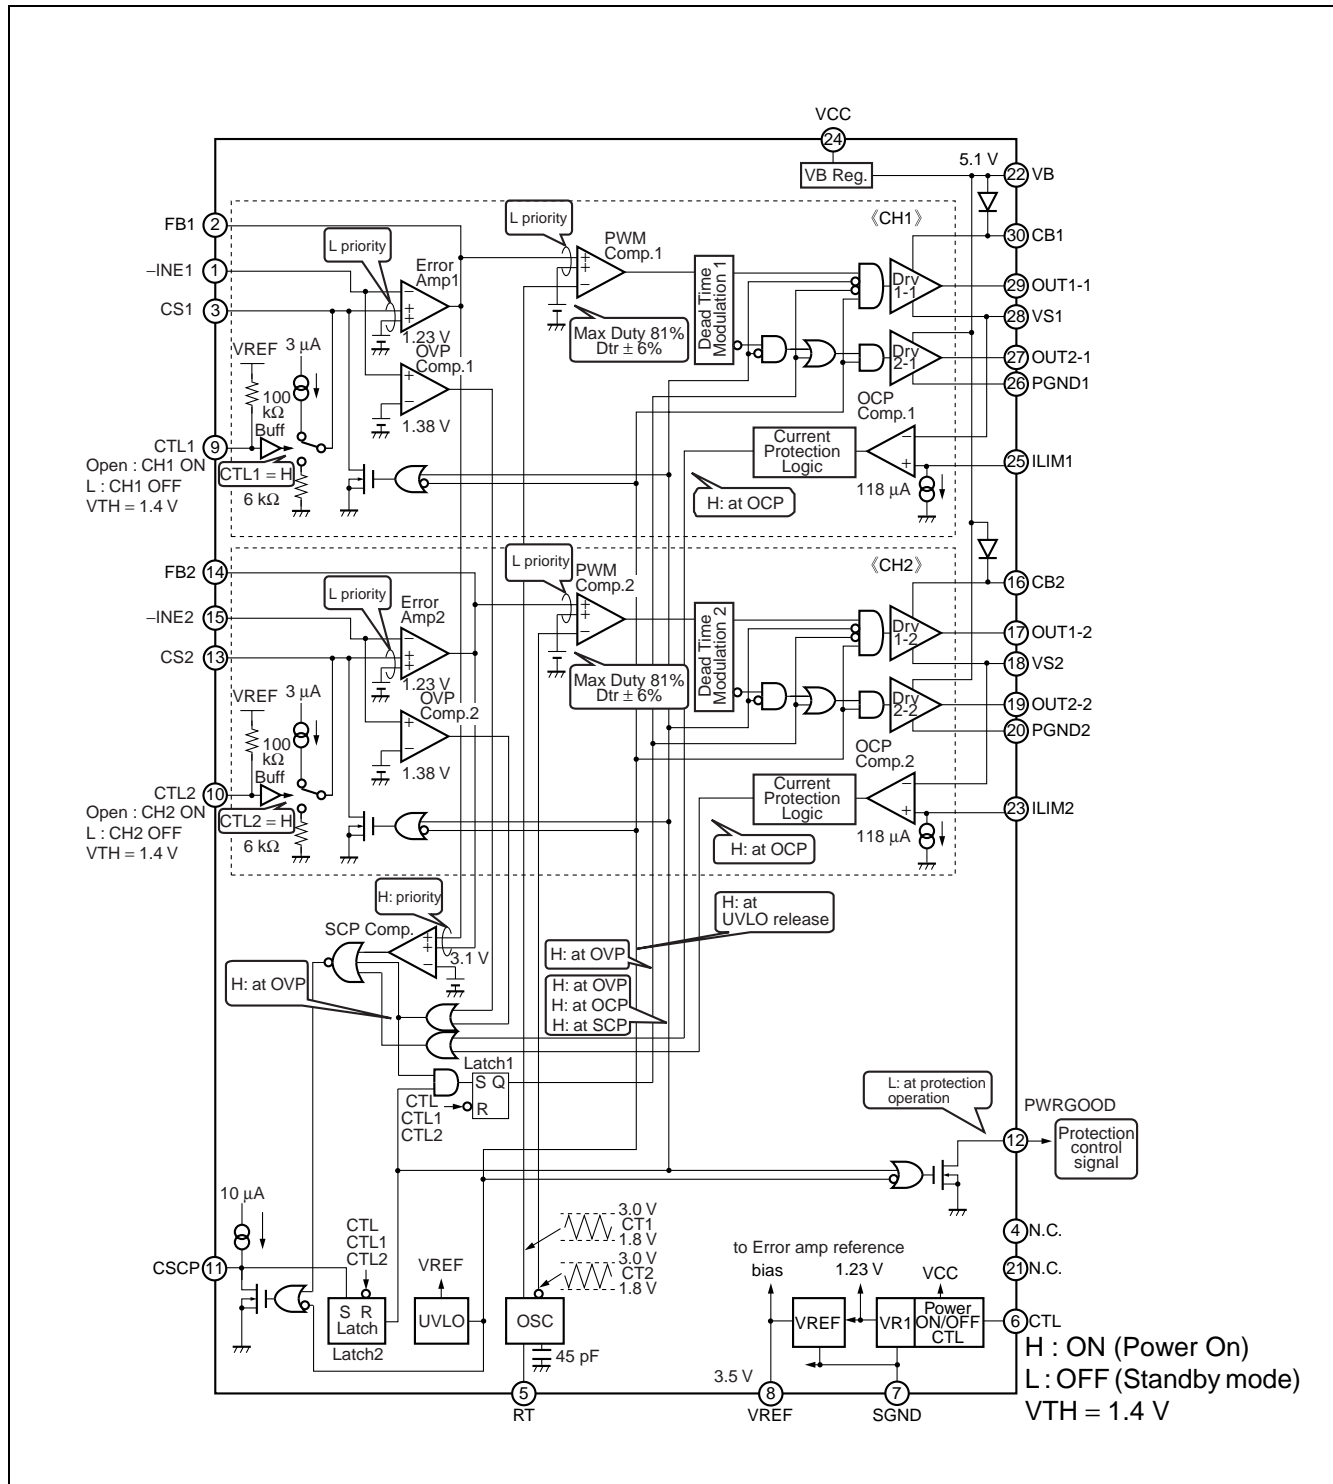 VCC
24
5.1 V
VB Reg.
22 VB
《CH1》
FB1 2
L priority
L priority
PWM
Comp.1
30 CB1
–INE1 1
Error
Amp1
Dead Time
Modulation 1
Drv
1-1
29 OUT1-1
CS1 3
28 VS1
1.23 V
Max Duty 81%
Dtr ± 6%
VREF
3 µA
OVP
Comp.1
Drv
2-1
27 OUT2-1
26 PGND1
100
kΩ
Buff
1.38 V
OCP
Comp.1
CTL1 9
Open : CH1 ON
L : CH1 OFF
VTH = 1.4 V
CTL1 = H
6 kΩ
Current
Protection
Logic
25 ILIM1
118 µA
H: at OCP
《CH2》
FB2 14
L priority
L priority
PWM
Comp.2
16 CB2
–INE2 15
Error
Amp2
Dead Time
Modulation 2
Drv
1-2
17 OUT1-2
CS2 13
18 VS2
1.23 V
Max Duty 81%
Dtr ± 6%
VREF
3 µA
OVP
Comp.2
Drv
2-2
19 OUT2-2
20 PGND2
100
kΩ
Buff
1.38 V
OCP
Comp.2
CTL2 10
Open : CH2 ON
L : CH2 OFF
VTH = 1.4 V
CTL2 = H
6 kΩ
Current
Protection
Logic
23 ILIM2
118 µA
H: at OCP
H: priority
SCP Comp.
3.1 V
H: at
UVLO release
H: at OVP
H: at OVP
H: at OVP
H: at OCP
H: at SCP
Latch1
S Q
R
CTL
CTL1
CTL2
L: at protection
operation
PWRGOOD
12
Protection
control
signal
10 µA
CSCP 11
CTL
CTL1
CTL2
S R
Latch
Latch2
VREF
UVLO
OSC
45 pF
3.0 V
CT1
1.8 V
3.0 V
CT2
1.8 V
4 N.C.
21 N.C.
to Error amp reference
bias
1.23 V
VCC
VREF
VR1
Power
ON/OFF
CTL
6 CTL
H : ON (Power On)
L : OFF (Standby mode)
VTH = 1.4 V
3.5 V
5
RT
8
VREF
7
SGND